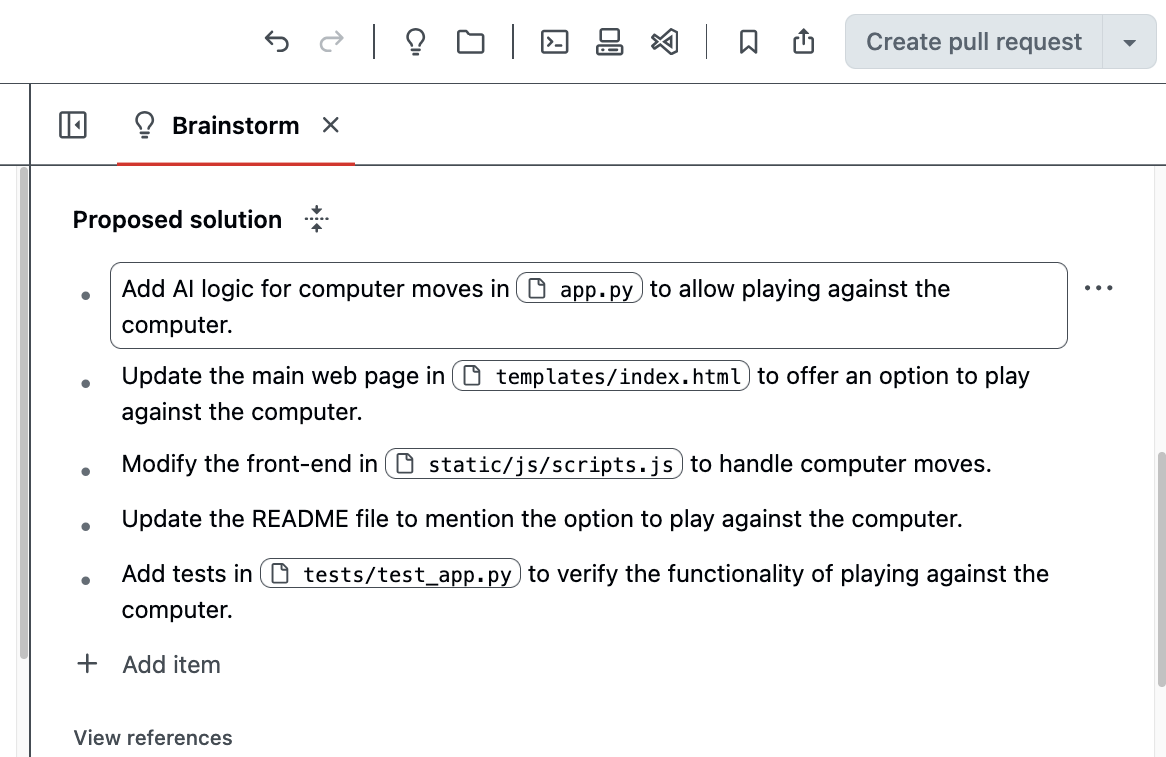 Create pull request
Brainstorm
Proposed solution
Add AI logic for computer moves in app.py to allow playing against the
computer.
Update the main web page in templates/index.html to offer an option to play
against the computer.
Modify the front-end in static/js/scripts.js to handle computer moves.
Update the README file to mention the option to play against the computer.
Add tests in tests/test_app.py to verify the functionality of playing against the
computer.
Add item
View references